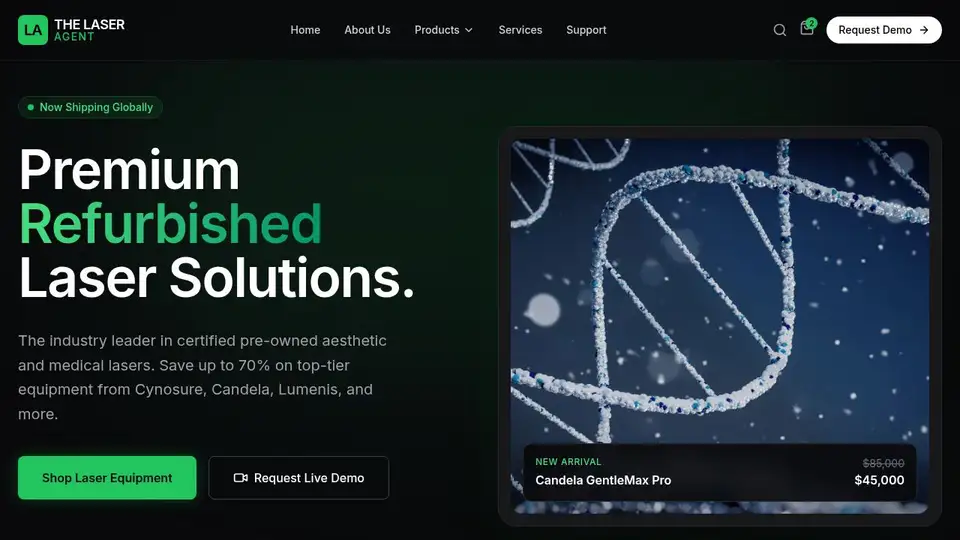 LA THE LASER
AGENT
Home About Us Products Services Support
2
Request Demo
Now Shipping Globally
Premium
Refurbished
Laser Solutions.
The industry leader in certified pre-owned aesthetic
and medical lasers. Save up to 70% on top-tier
equipment from Cynosure, Candela, Lumenis, and
more.
Shop Laser Equipment
Request Live Demo
NEW ARRIVAL
$85,000
Candela GentleMax Pro
$45,000